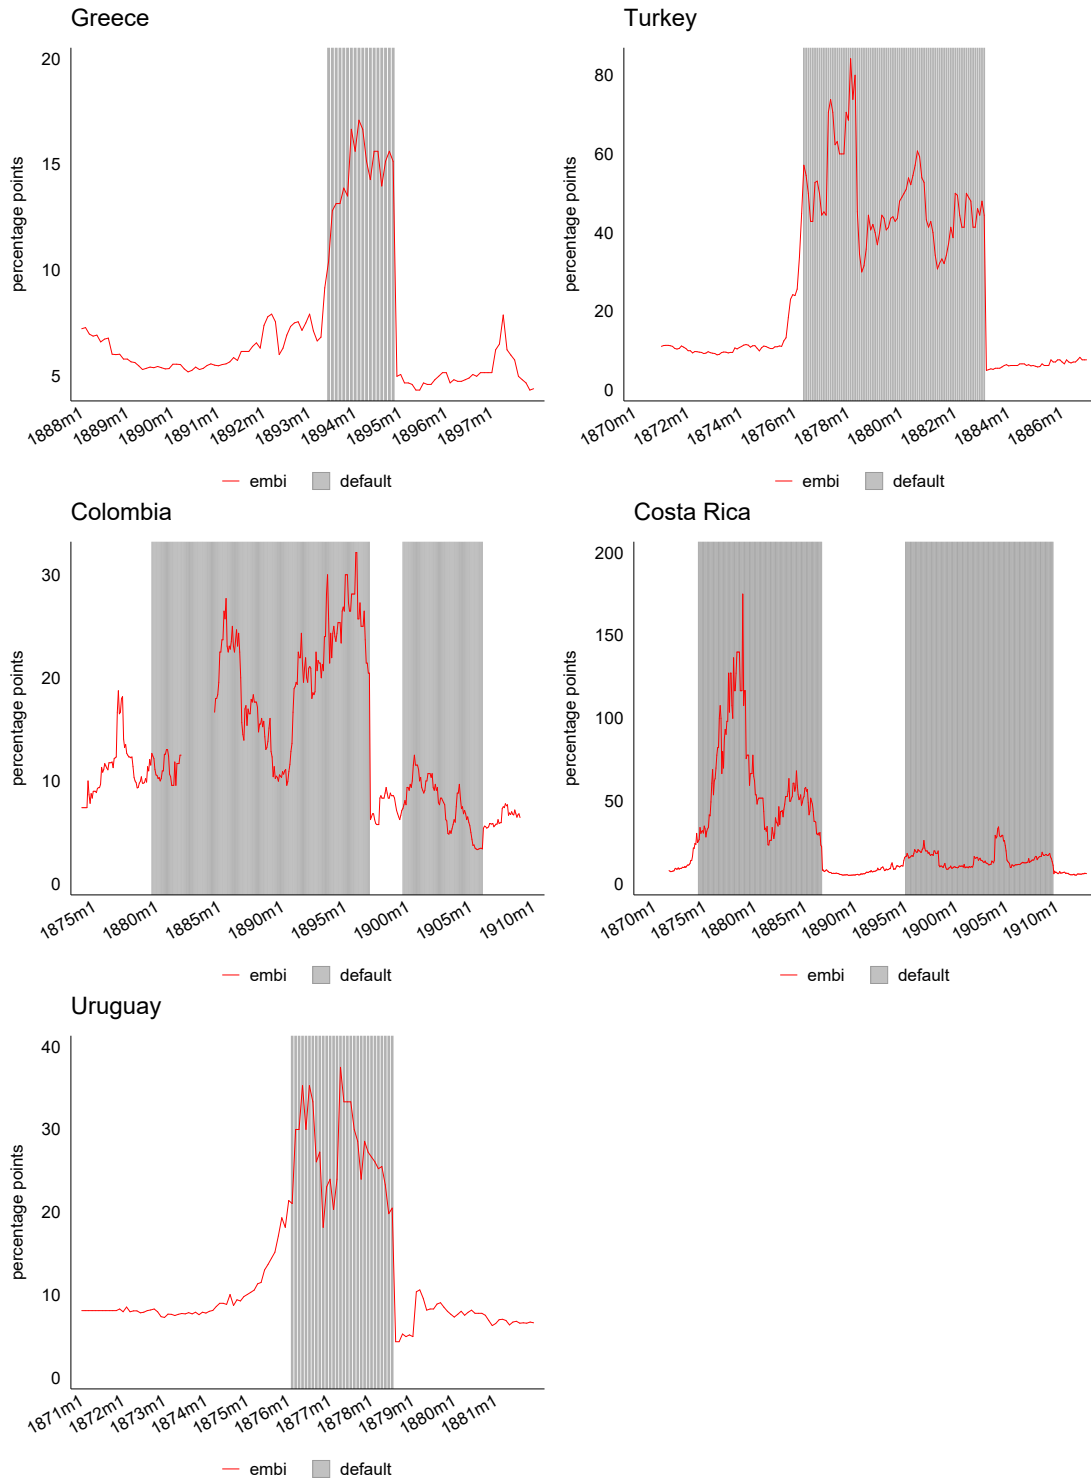 Greece
percentage points
20
15
10
5
1888m1 1889m1 1890m1 1891m1 1892m1 1893m1 1894m1 1895m1 1896m1 1897m1
embi default
Turkey
percentage points
80
60
40
20
0
1870m1 1872m1 1874m1 1876m1 1878m1 1880m1 1882m1 1884m1 1886m1
embi default
Colombia
percentage points
30
20
10
0
1875m1 1880m1 1885m1 1890m1 1895m1 1900m1 1905m1 1910m1
embi default
Costa Rica
percentage points
200
150
100
50
0
1870m1 1875m1 1880m1 1885m1 1890m1 1895m1 1900m1 1905m1 1910m1
embi default
Uruguay
percentage points
40
30
20
10
0
1871m1 1872m1 1873m1 1874m1 1875m1 1876m1 1877m1 1878m1 1879m1 1880m1 1881m1
embi default